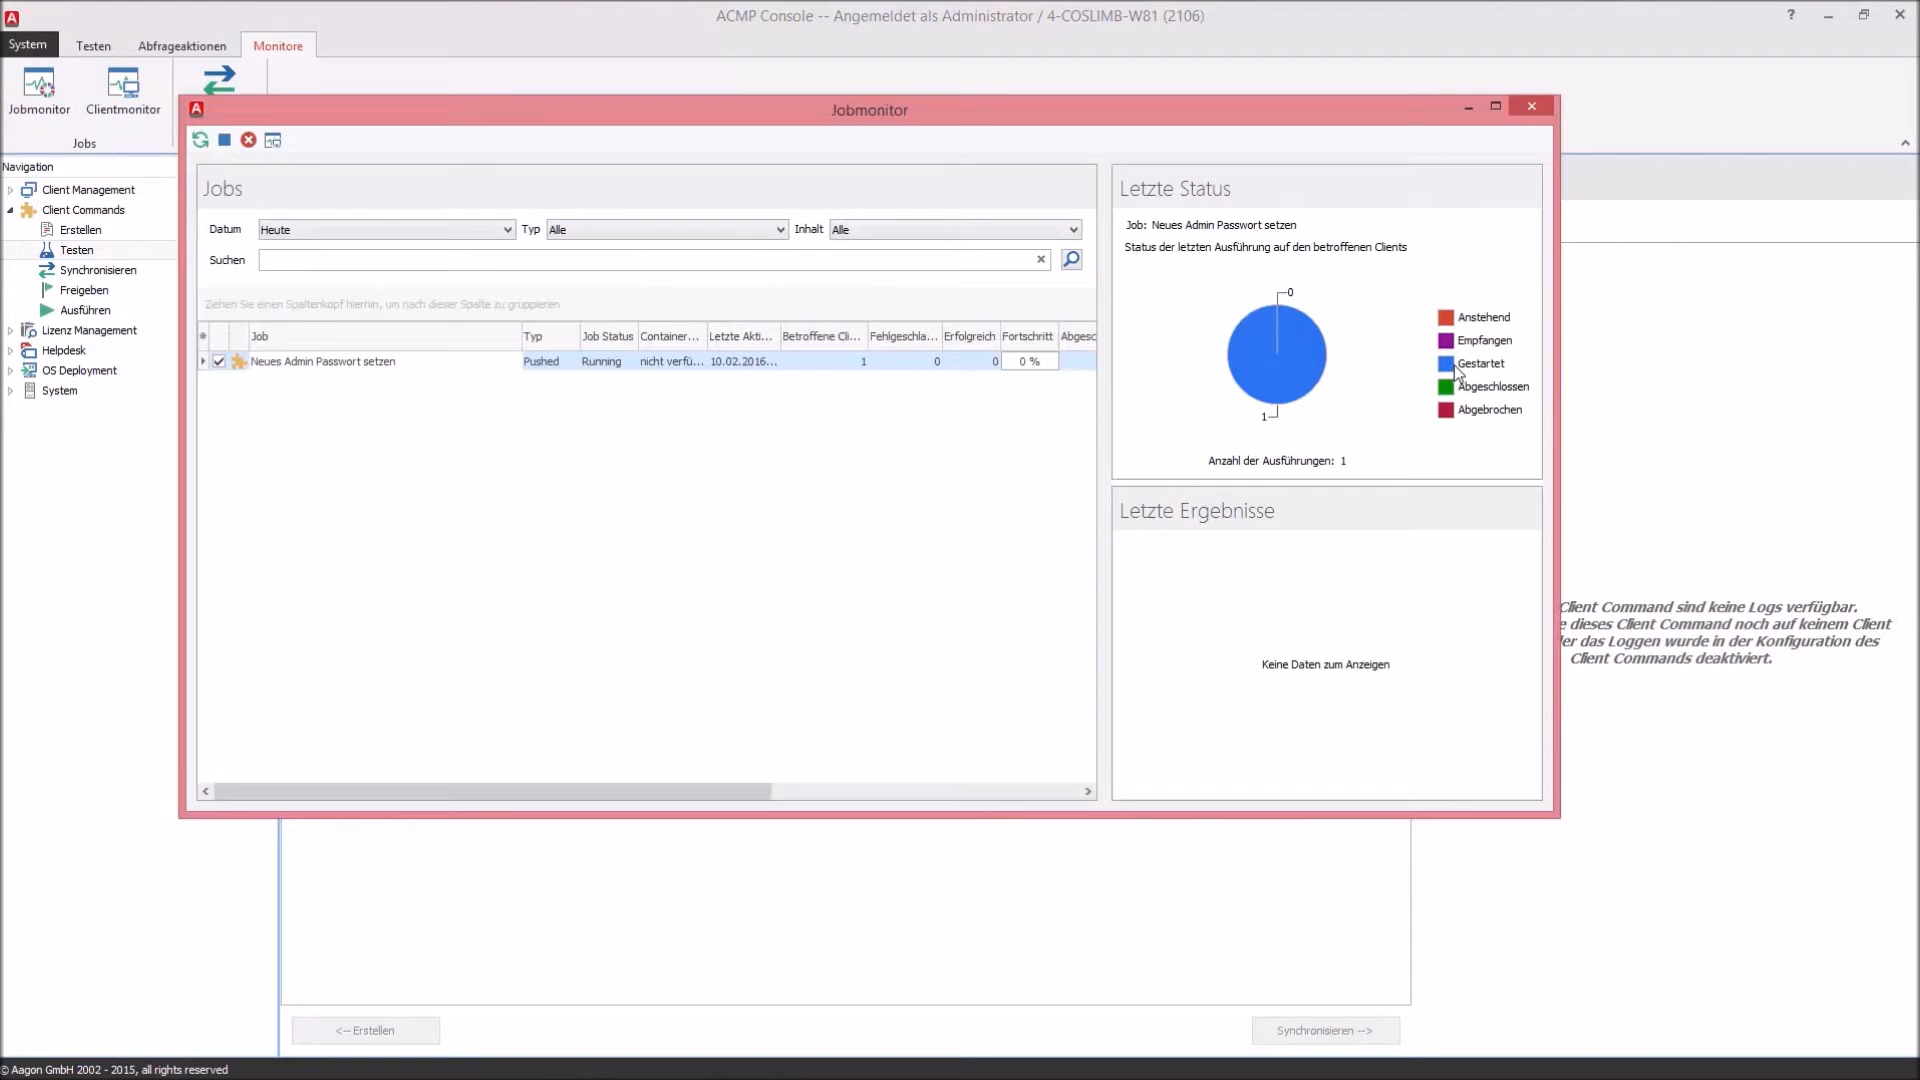 ACMP Console -- Angemeldet als Administrator / 4-COSLIMB-W81 (2106)
System
Testen
Abfrageaktionen
Monitore
Jobmonitor
Clientmonitor
Jobs
Navigation
Client Management
Client Commands
Erstellen
Testen
Synchronisieren
Freigeben
Ausführen
Lizenz Management
Helpdesk
OS Deployment
System
Jobmonitor
Jobs
Datum Heute Typ Alle Inhalt Alle
Suchen
Ziehen Sie einen Spaltenkopf hierhin, um nach dieser Spalte zu gruppieren
Job Typ Job Status Container... Letzte Akti... Betroffene Cli... Fehlgeschla... Erfolgreich Fortschritt Abgesc
Neues Admin Passwort setzen Pushed Running nicht verfü... 10.02.2016... 1 0 0 0 %
Letzte Status
Job: Neues Admin Passwort setzen
Status der letzten Ausführung auf den betroffenen Clients
0
1
Anstehend
Empfangen
Gestartet
Abgeschlossen
Abgebrochen
Anzahl der Ausführungen: 1
Letzte Ergebnisse
Keine Daten zum Anzeigen
Client Command sind keine Logs verfügbar.
e dieses Client Command noch auf keinem Client
er das Loggen wurde in der Konfiguration des
Client Commands deaktiviert.
<-- Erstellen
Synchronisieren -->
© Aagon GmbH 2002 - 2015, all rights reserved